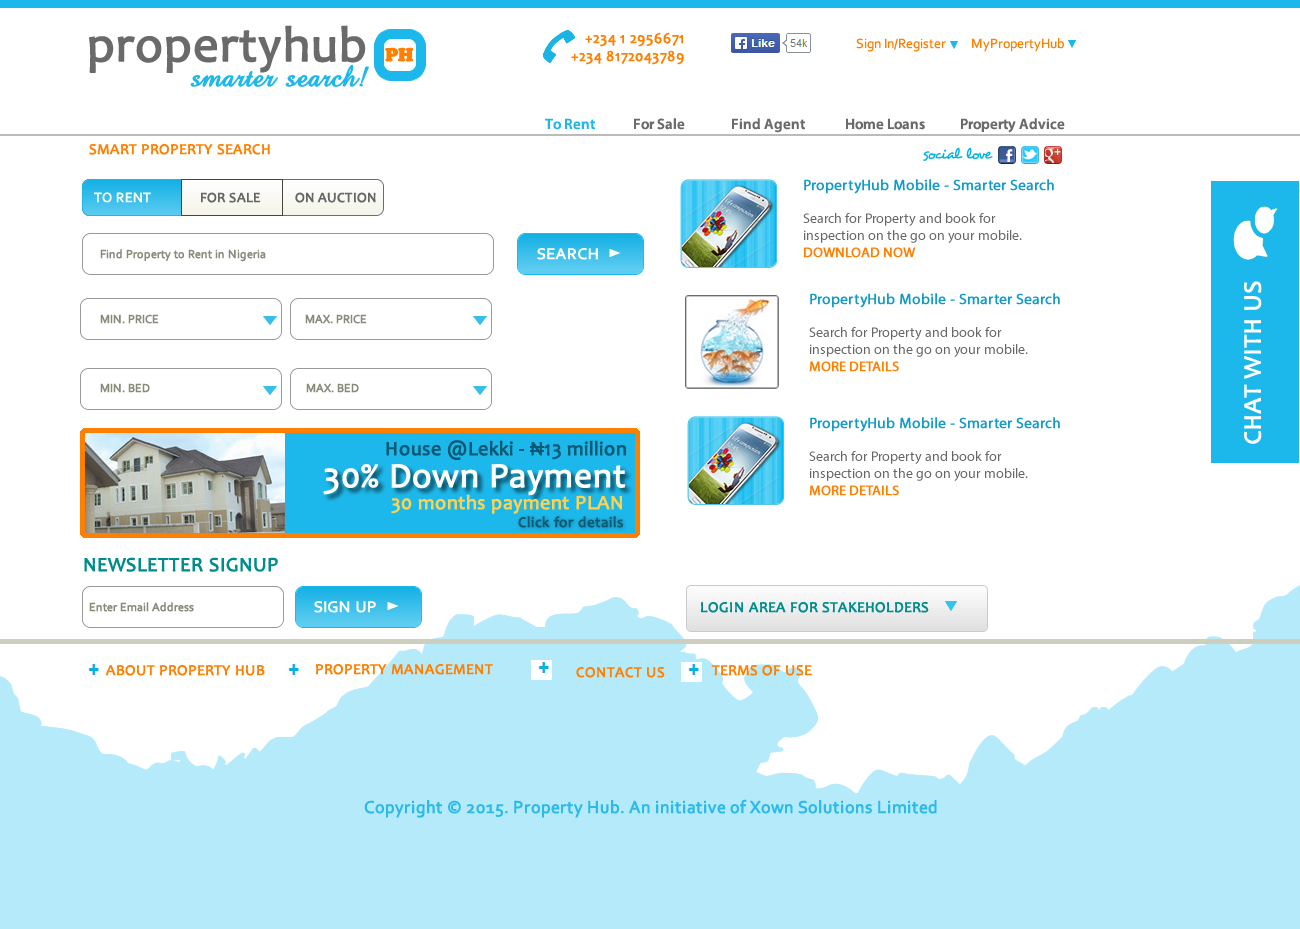 propertyhub
PH
smarter search!
+234 1 2956671
+234 8172043789
Like
54k
Sign In/Register
MyPropertyHub
To Rent
For Sale
Find Agent
Home Loans
Property Advice
SMART PROPERTY SEARCH
social love
TO RENT
FOR SALE
ON AUCTION
Find Property to Rent in Nigeria
SEARCH
MIN. PRICE
MAX. PRICE
MIN. BED
MAX. BED
PropertyHub Mobile - Smarter Search
Search for Property and book for
inspection on the go on your mobile.
DOWNLOAD NOW
PropertyHub Mobile - Smarter Search
Search for Property and book for
inspection on the go on your mobile.
MORE DETAILS
PropertyHub Mobile - Smarter Search
Search for Property and book for
inspection on the go on your mobile.
MORE DETAILS
CHAT WITH US
House @Lekki - ₦13 million
30% Down Payment
30 months payment PLAN
Click for details
NEWSLETTER SIGNUP
Enter Email Address
SIGN UP
LOGIN AREA FOR STAKEHOLDERS
ABOUT PROPERTY HUB
PROPERTY MANAGEMENT
CONTACT US
TERMS OF USE
Copyright © 2015. Property Hub. An initiative of Xown Solutions Limited